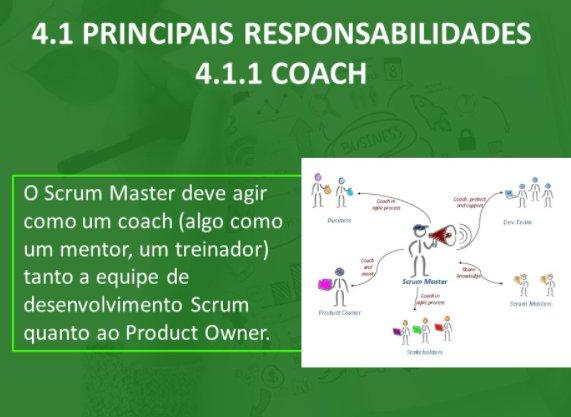 4.1 PRINCIPAIS RESPONSABILIDADES
4.1.1 COACH
BUSINESS
O Scrum Master deve agir
como um coach (algo como
um mentor, um treinador)
tanto a equipe de
desenvolvimento Scrum
quanto ao Product Owner.
Business
Coach in
agile process
Coach, protect
and support
Dev Team
Coach
and
assist
Scrum Master
Share
knowledge
Product Owner
Coach in
agile process
Scrum Masters
Stakeholders